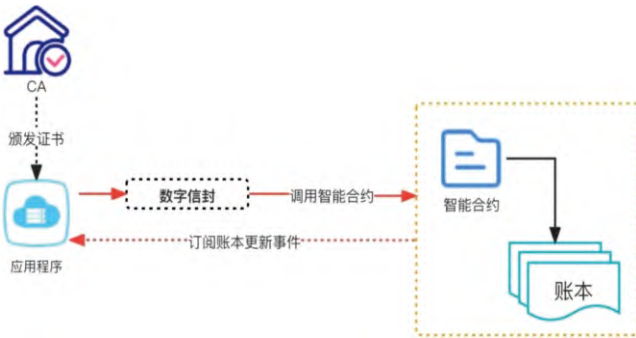 CA
颁发证书
数字信封
调用智能合约
智能合约
订阅账本更新事件
应用程序
账本